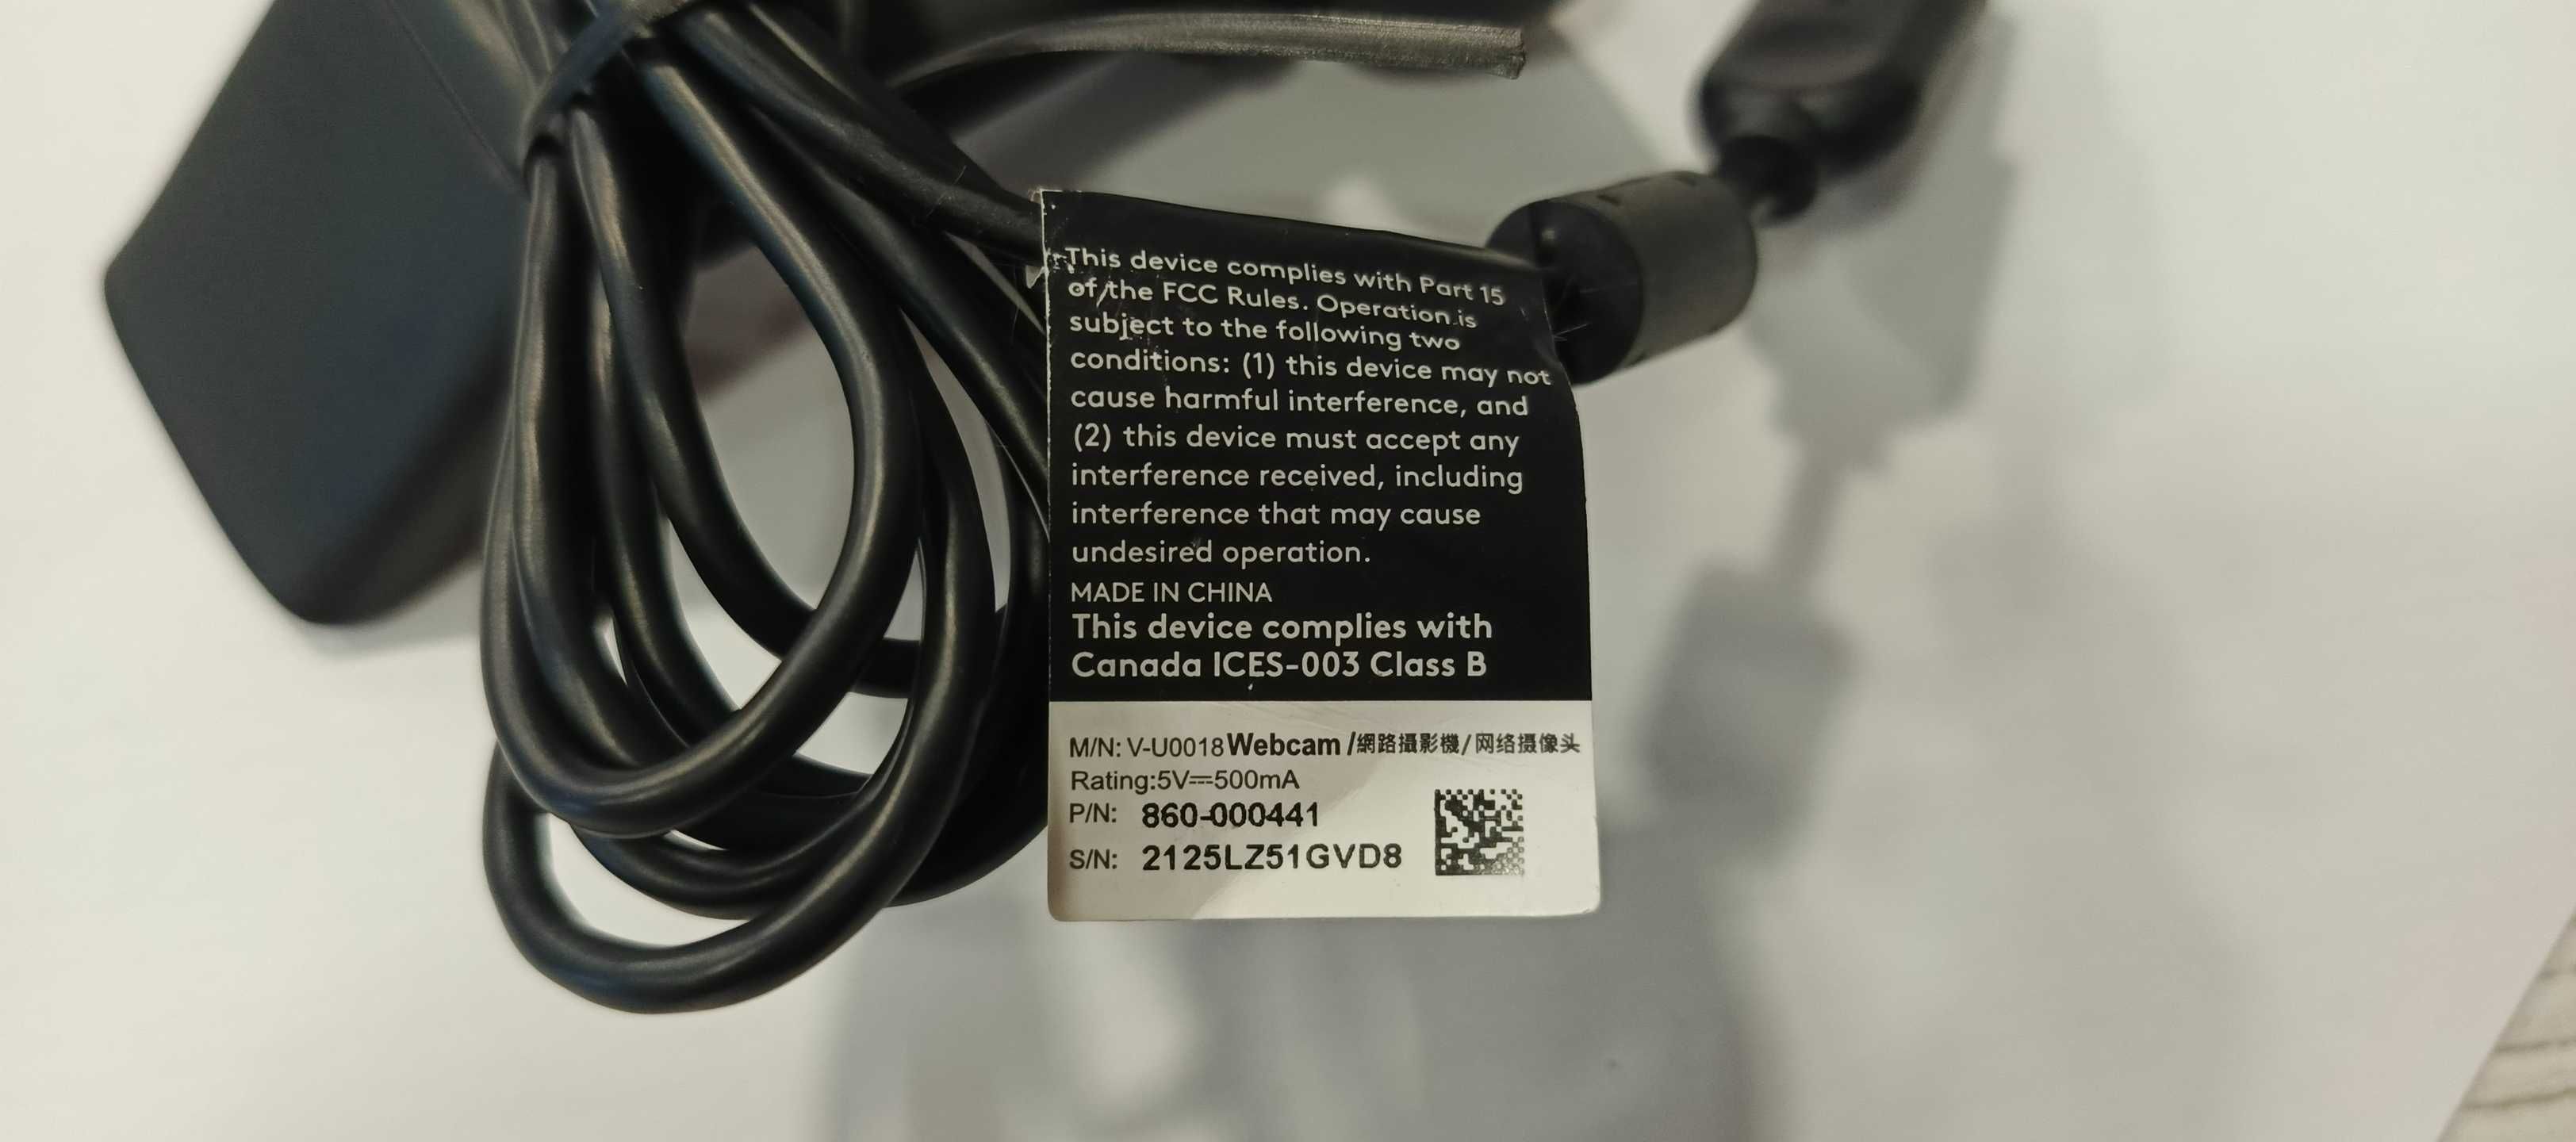 This device complies with Part 15
of the FCC Rules. Operation is
subject to the following two
conditions: (1) this device may not
cause harmful interference, and
(2) this device must accept any
interference received, including
interference that may cause
undesired operation.
MADE IN CHINA
This device complies with
Canada ICES-003 Class B
M/N: V-U0018 Webcam /網路攝影機/网络摄像头
Rating:5V⎓500mA
P/N: 860-000441
S/N: 2125LZ51GVD8